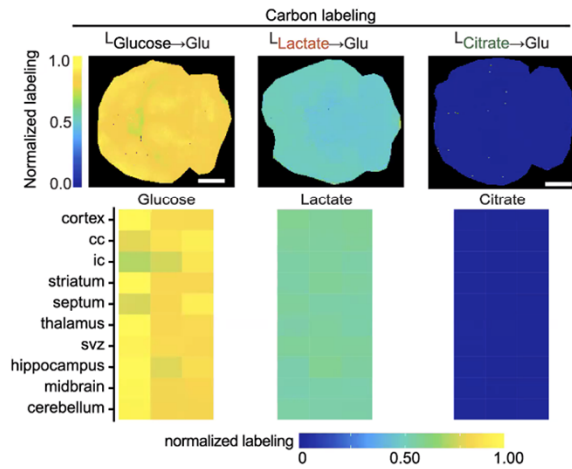 Carbon labeling
LGlucose→Glu LLactate→Glu LCitrate→Glu
Normalized labeling
1.0
0.5
0.0
Glucose Lactate Citrate
cortex
cc
ic
striatum
septum
thalamus
svz
hippocampus
midbrain
cerebellum
normalized labeling
0 0.50 1.00